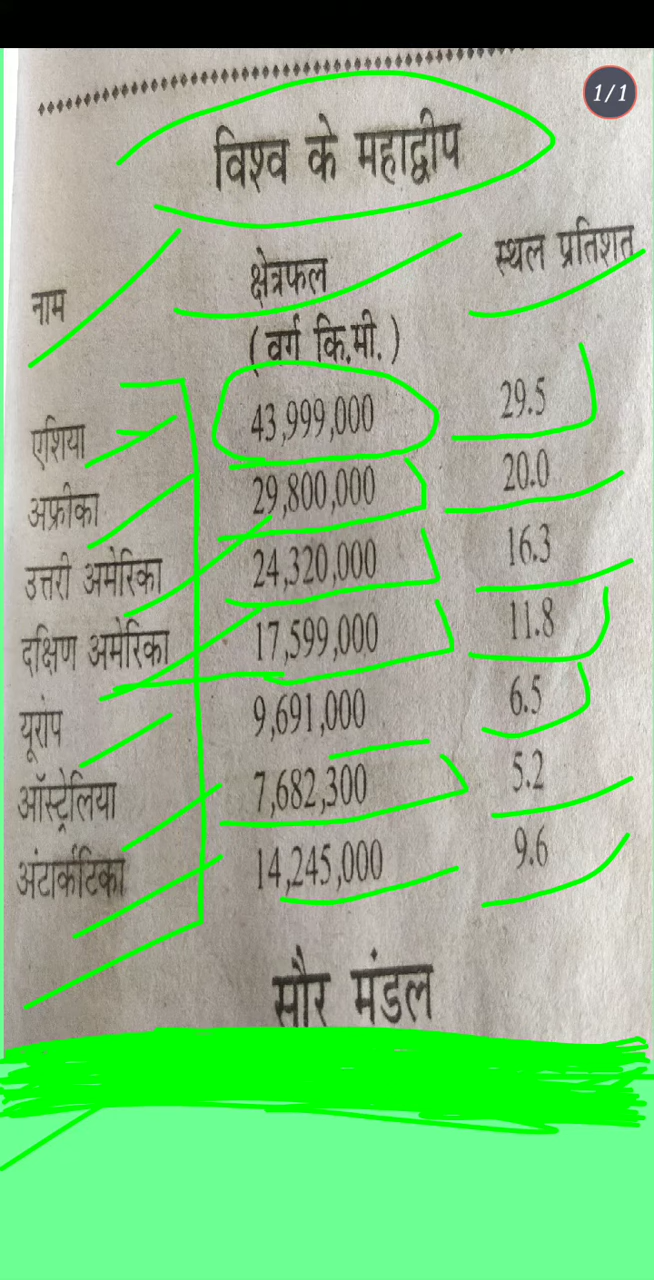 1/1
विश्व के महाद्वीप
नाम क्षेत्रफल स्थल प्रतिशत
(वर्ग कि.मी.)
एशिया 43,999,000 29.5
अफ्रीका 29,800,000 20.0
उत्तरी अमेरिका 24,320,000 16.3
दक्षिण अमेरिका 17,599,000 11.8
यूरोप 9,691,000 6.5
ऑस्ट्रेलिया 7,682,300 5.2
अंटार्कटिका 14,245,000 9.6
सौर मंडल